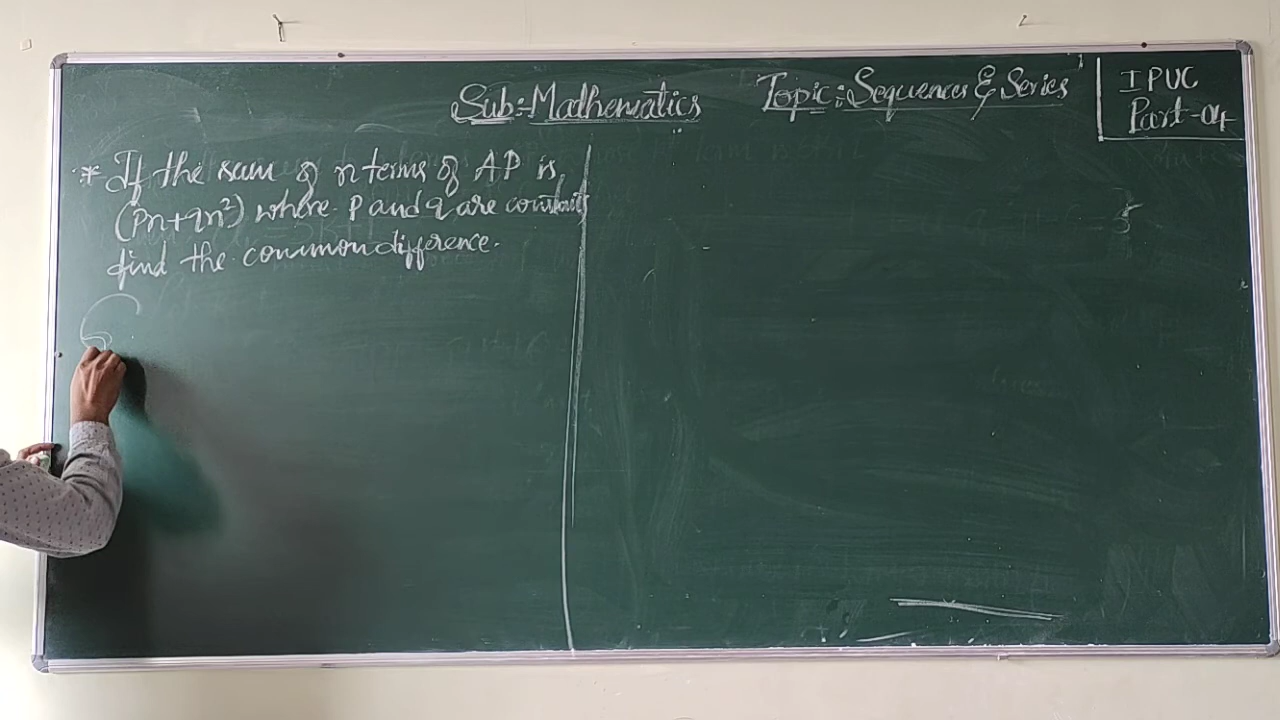 Sub:- Mathematics
Topic:- Sequences & Series
I PUC
Part-04
* If the sum of n terms of AP is,
(Pn+qn²) where P and q are constants
find the common difference.
S